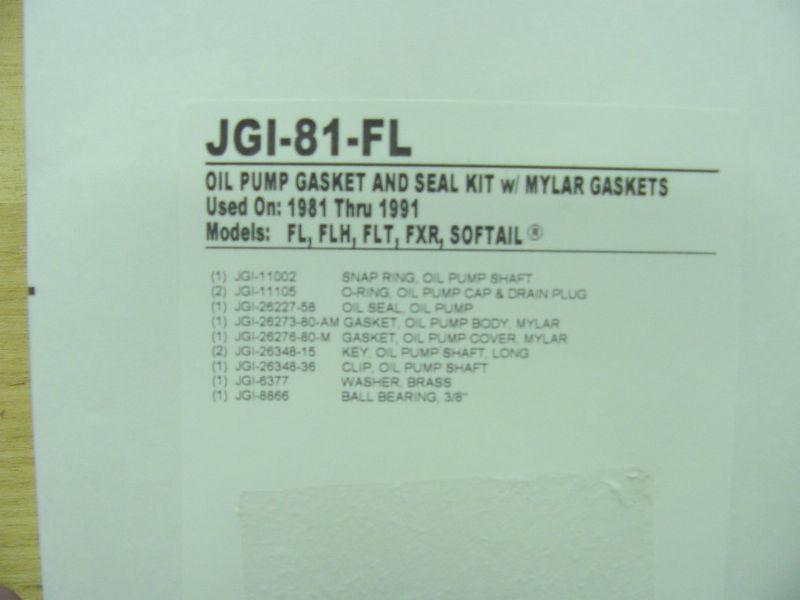 JGI-81-FL
OIL PUMP GASKET AND SEAL KIT w/ MYLAR GASKETS
Used On: 1981 Thru 1991
Models: FL, FLH, FLT, FXR, SOFTAIL ®
(1) JGI-11002 SNAP RING, OIL PUMP SHAFT
(2) JGI-11105 O-RING, OIL PUMP CAP & DRAIN PLUG
(1) JGI-26227-58 OIL SEAL, OIL PUMP
(1) JGI-26273-80-AM GASKET, OIL PUMP BODY, MYLAR
(1) JGI-26276-80-M GASKET, OIL PUMP COVER, MYLAR
(2) JGI-26348-15 KEY, OIL PUMP SHAFT, LONG
(1) JGI-26348-36 CLIP, OIL PUMP SHAFT
(1) JGI-6377 WASHER, BRASS
(1) JGI-8866 BALL BEARING, 3/8"